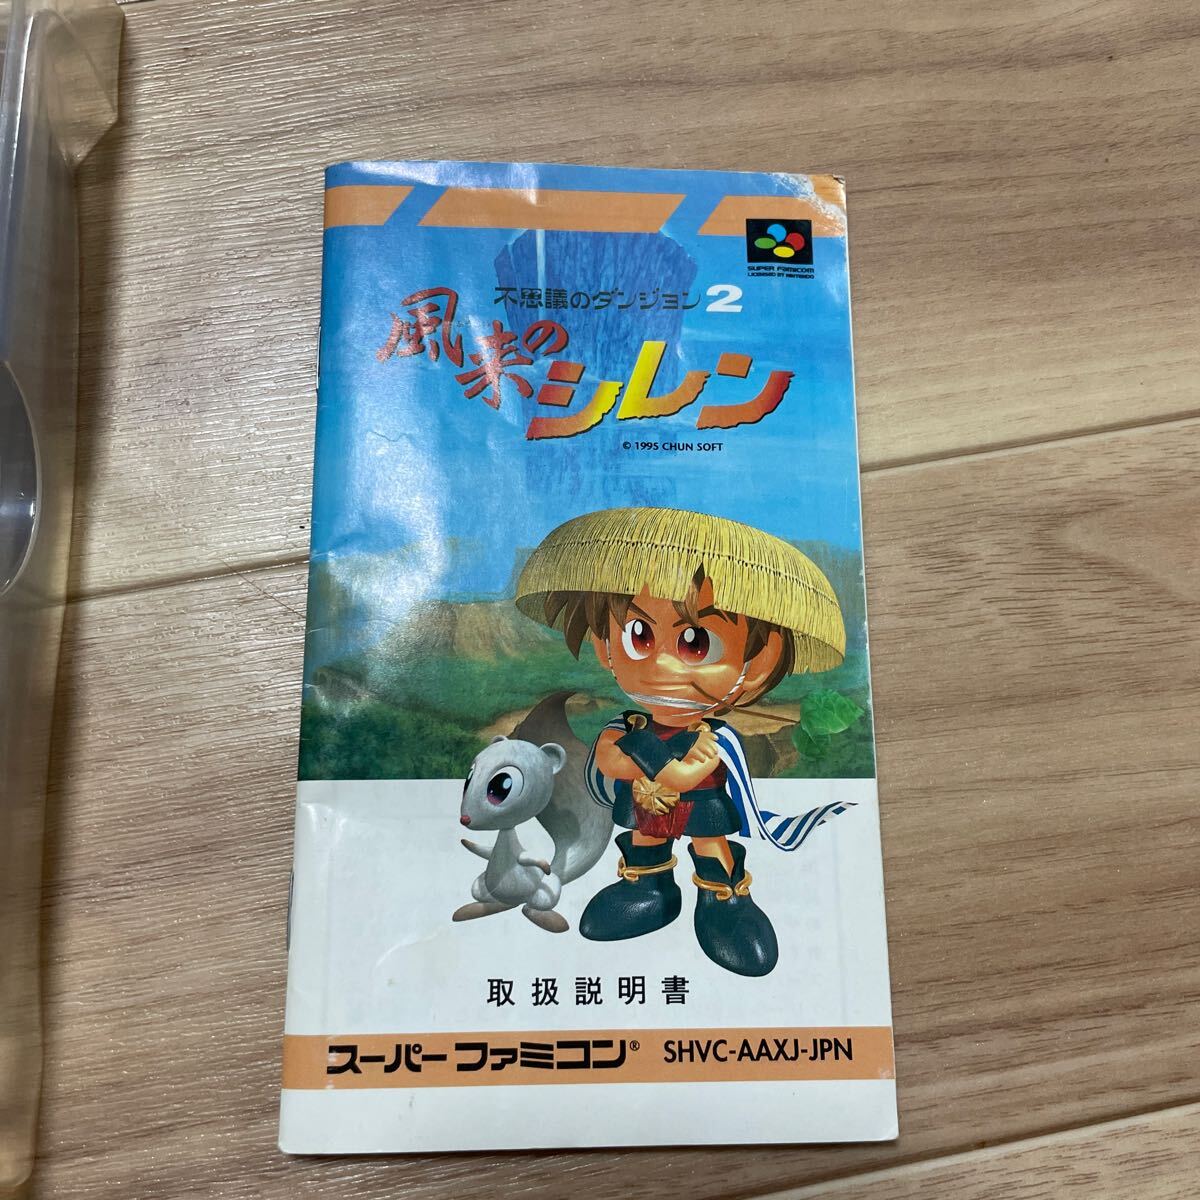 SUPER FAMICOM
LICENSED BY NINTENDO
不思議のダンジョン2
風来の
シレン
© 1995 CHUN SOFT
取扱説明書
スーパーファミコン® SHVC-AAXJ-JPN